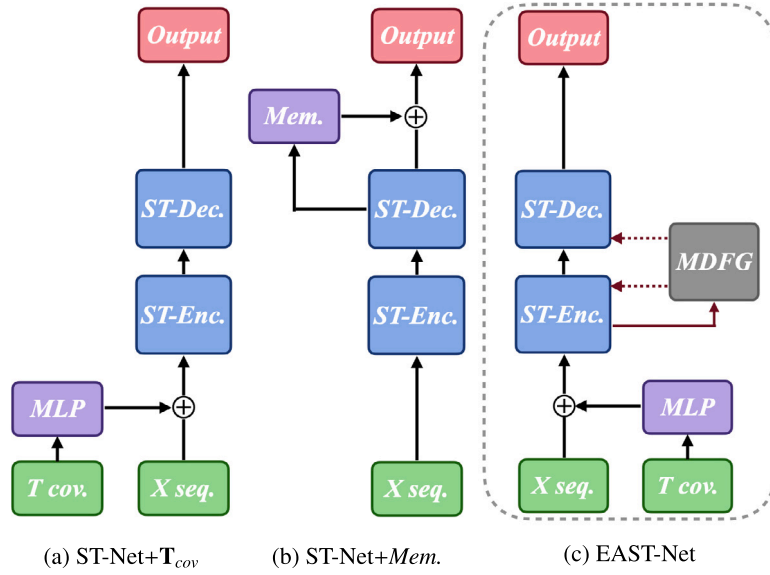 Output
ST-Dec.
ST-Enc.
MLP
T cov.
X seq.
(a) ST-Net+T_cov
Output
Mem.
ST-Dec.
ST-Enc.
X seq.
(b) ST-Net+Mem.
Output
ST-Dec.
MDFG
ST-Enc.
MLP
X seq.
T cov.
(c) EAST-Net